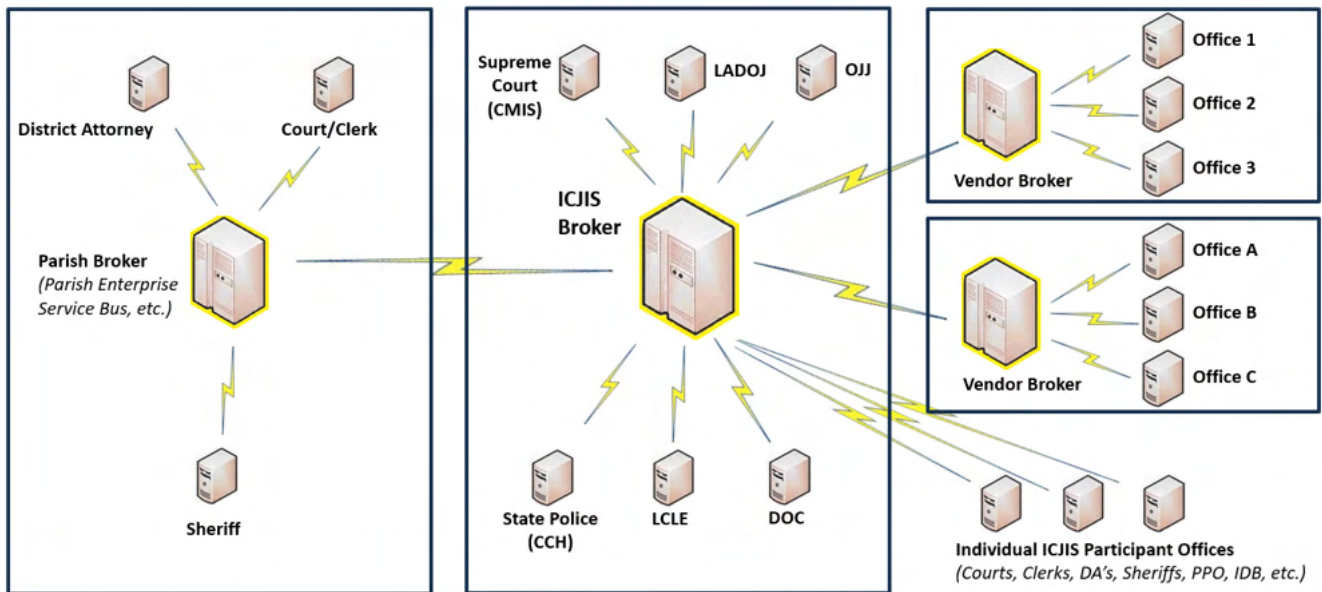 District Attorney
Court/Clerk
Parish Broker
(Parish Enterprise
Service Bus, etc.)
Sheriff
Supreme
Court
(CMIS)
LADOJ
OJJ
ICJIS
Broker
State Police
(CCH)
LCLE
DOC
Office 1
Office 2
Office 3
Vendor Broker
Office A
Office B
Office C
Vendor Broker
Individual ICJIS Participant Offices
(Courts, Clerks, DA's, Sheriffs, PPO, IDB, etc.)